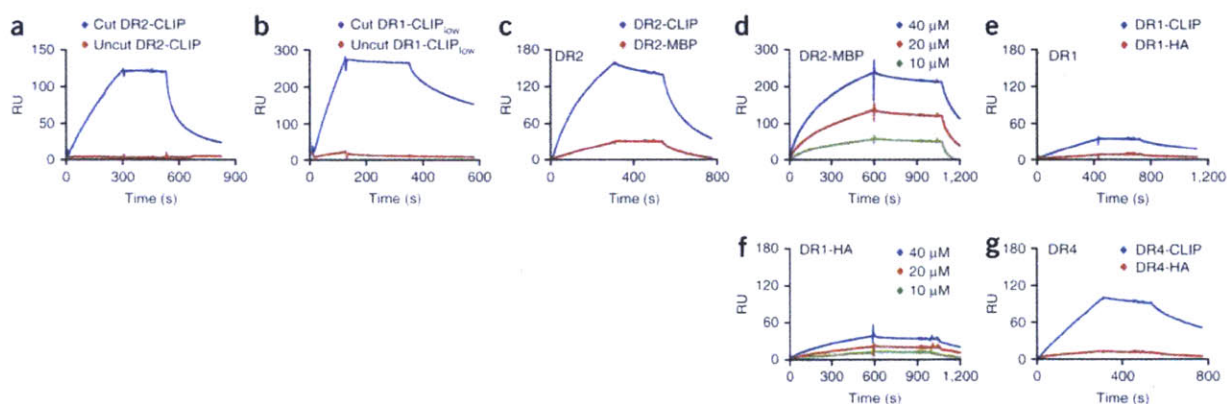 a
Cut DR2-CLIP
Uncut DR2-CLIP
150
100
50
0
RU
0 300 600 900
Time (s)
b
Cut DR1-CLIPlow
Uncut DR1-CLIPlow
300
200
100
0
RU
0 200 400 600
Time (s)
c
DR2-CLIP
DR2-MBP
DR2
180
120
60
0
RU
0 400 800
Time (s)
d
40 μM
20 μM
10 μM
DR2-MBP
300
200
100
0
RU
0 300 600 900 1,200
Time (s)
e
DR1-CLIP
DR1-HA
DR1
180
120
60
0
RU
0 400 800 1,200
Time (s)
f
DR1-HA
40 μM
20 μM
10 μM
180
120
60
0
RU
0 300 600 900 1,200
Time (s)
g
DR4
DR4-CLIP
DR4-HA
180
120
60
0
RU
0 400 800
Time (s)